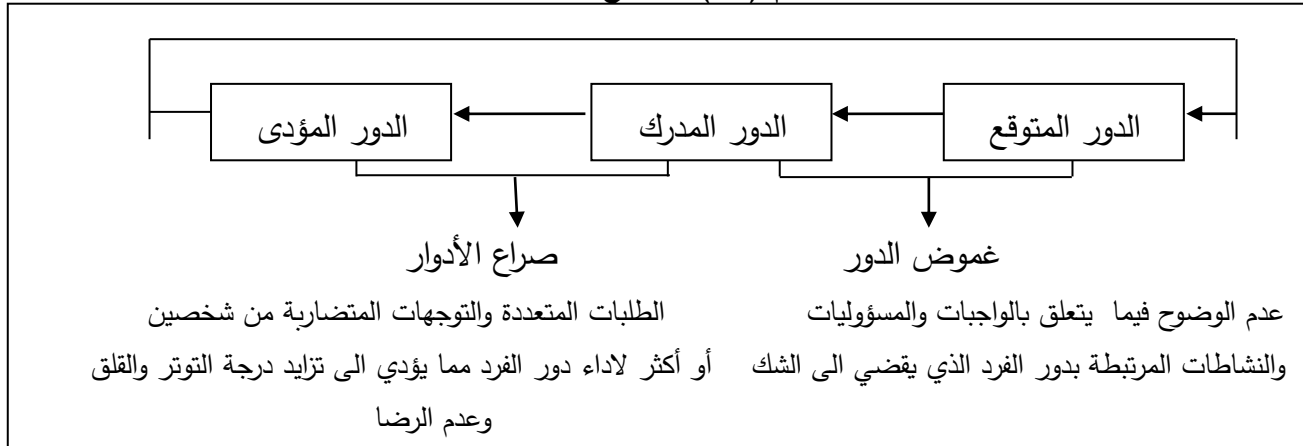 الدور المتوقع
الدور المدرك
الدور المؤدى
غموض الدور
عدم الوضوح فيما يتعلق بالواجبات والمسؤوليات
والنشاطات المرتبطة بدور الفرد الذي يقضي الى الشك
صراع الأدوار
الطلبات المتعددة والتوجهات المتضاربة من شخصين
أو أكثر لاداء دور الفرد مما يؤدي الى تزايد درجة التوتر والقلق
وعدم الرضا